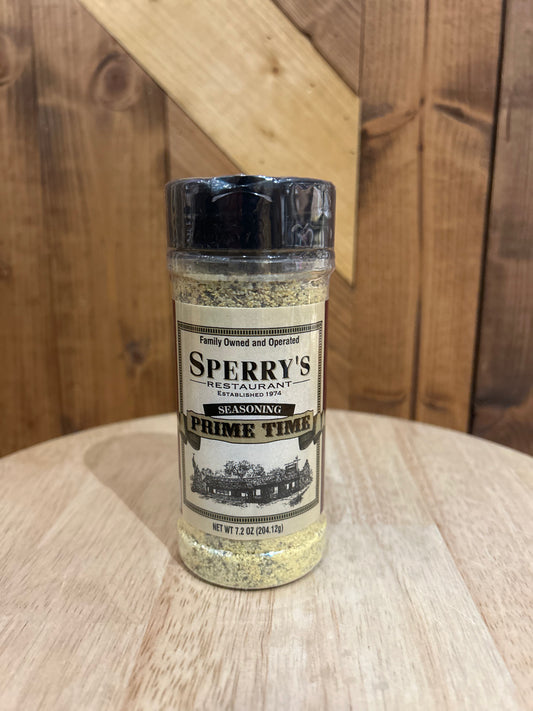 Family Owned and Operated
SPERRY'S
RESTAURANT
ESTABLISHED 1974
SEASONING
PRIME TIME
NET WT 7.2 OZ (204.12g)